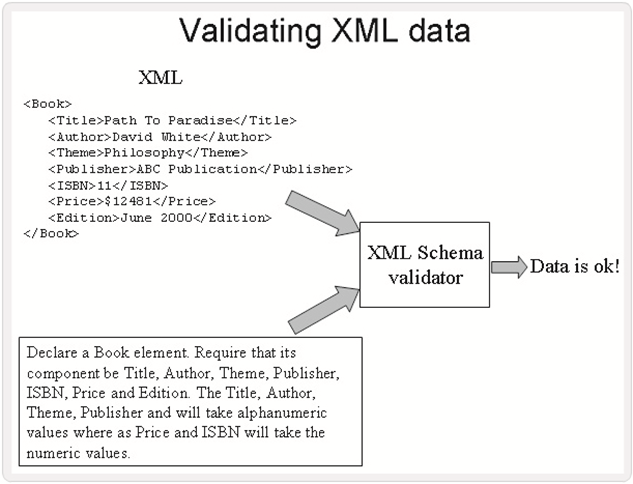 Validating XML data
XML
<Book>
<Title>Path To Paradise</Title>
<Author>David White</Author>
<Theme>Philosophy</Theme>
<Publisher>ABC Publication</Publisher>
<ISBN>11</ISBN>
<Price>$12481</Price>
<Edition>June 2000</Edition>
</Book>
XML Schema
validator
Data is ok!
Declare a Book element. Require that its
component be Title, Author, Theme, Publisher,
ISBN, Price and Edition. The Title, Author,
Theme, Publisher and will take alphanumeric
values where as Price and ISBN will take the
numeric values.